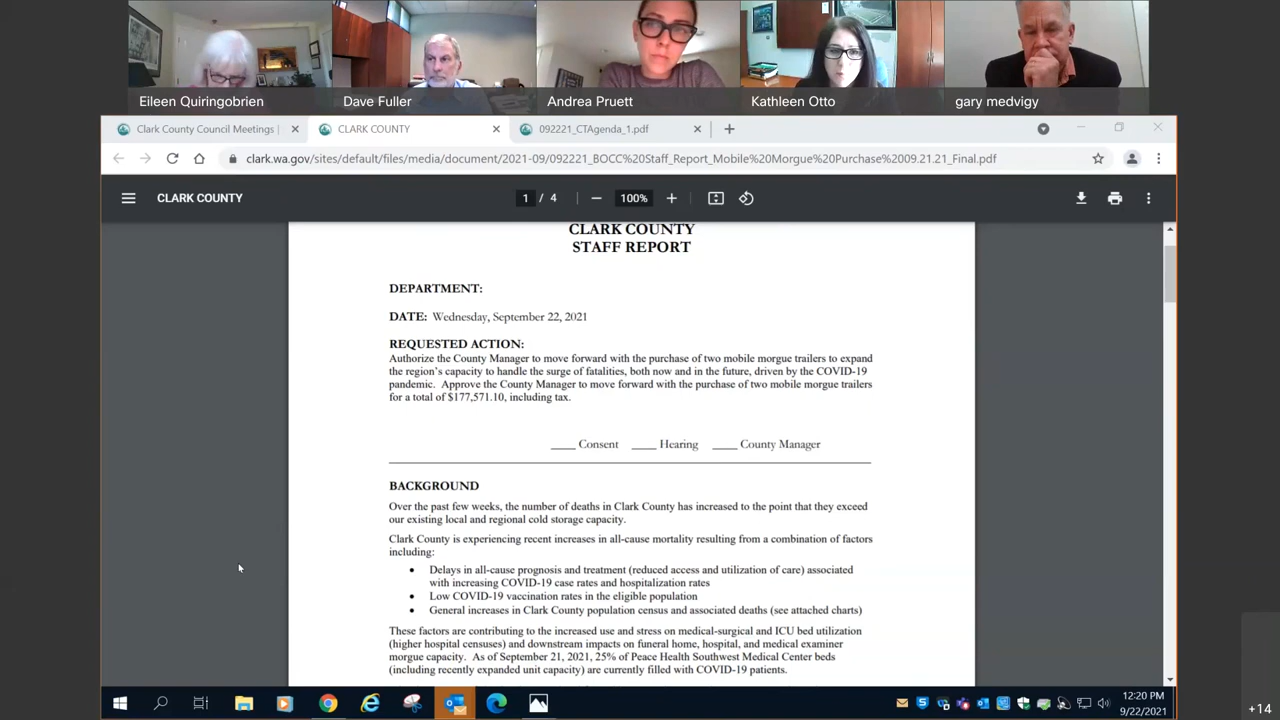 Eileen Quiringobrien
Dave Fuller
Andrea Pruett
Kathleen Otto
gary medvigy
Clark County Council Meetings |
CLARK COUNTY
092221_CTAgenda_1.pdf
clark.wa.gov/sites/default/files/media/document/2021-09/092221_BOCC%20Staff_Report_Mobile%20Morgue%20Purchase%2009.21.21_Final.pdf
CLARK COUNTY
1 / 4
100%
CLARK COUNTY
STAFF REPORT
DEPARTMENT:
DATE: Wednesday, September 22, 2021
REQUESTED ACTION:
Authorize the County Manager to move forward with the purchase of two mobile morgue trailers to expand
the region's capacity to handle the surge of fatalities, both now and in the future, driven by the COVID-19
pandemic. Approve the County Manager to move forward with the purchase of two mobile morgue trailers
for a total of $177,571.10, including tax.
____ Consent ____ Hearing ____ County Manager
BACKGROUND
Over the past few weeks, the number of deaths in Clark County has increased to the point that they exceed
our existing local and regional cold storage capacity.
Clark County is experiencing recent increases in all-cause mortality resulting from a combination of factors
including:
• Delays in all-cause prognosis and treatment (reduced access and utilization of care) associated
with increasing COVID-19 case rates and hospitalization rates
• Low COVID-19 vaccination rates in the eligible population
• General increases in Clark County population census and associated deaths (see attached charts)
These factors are contributing to the increased use and stress on medical-surgical and ICU bed utilization
(higher hospital censuses) and downstream impacts on funeral home, hospital, and medical examiner
morgue capacity. As of September 21, 2021, 25% of Peace Health Southwest Medical Center beds
(including recently expanded unit capacity) are currently filled with COVID-19 patients.
12:20 PM
9/22/2021
+14